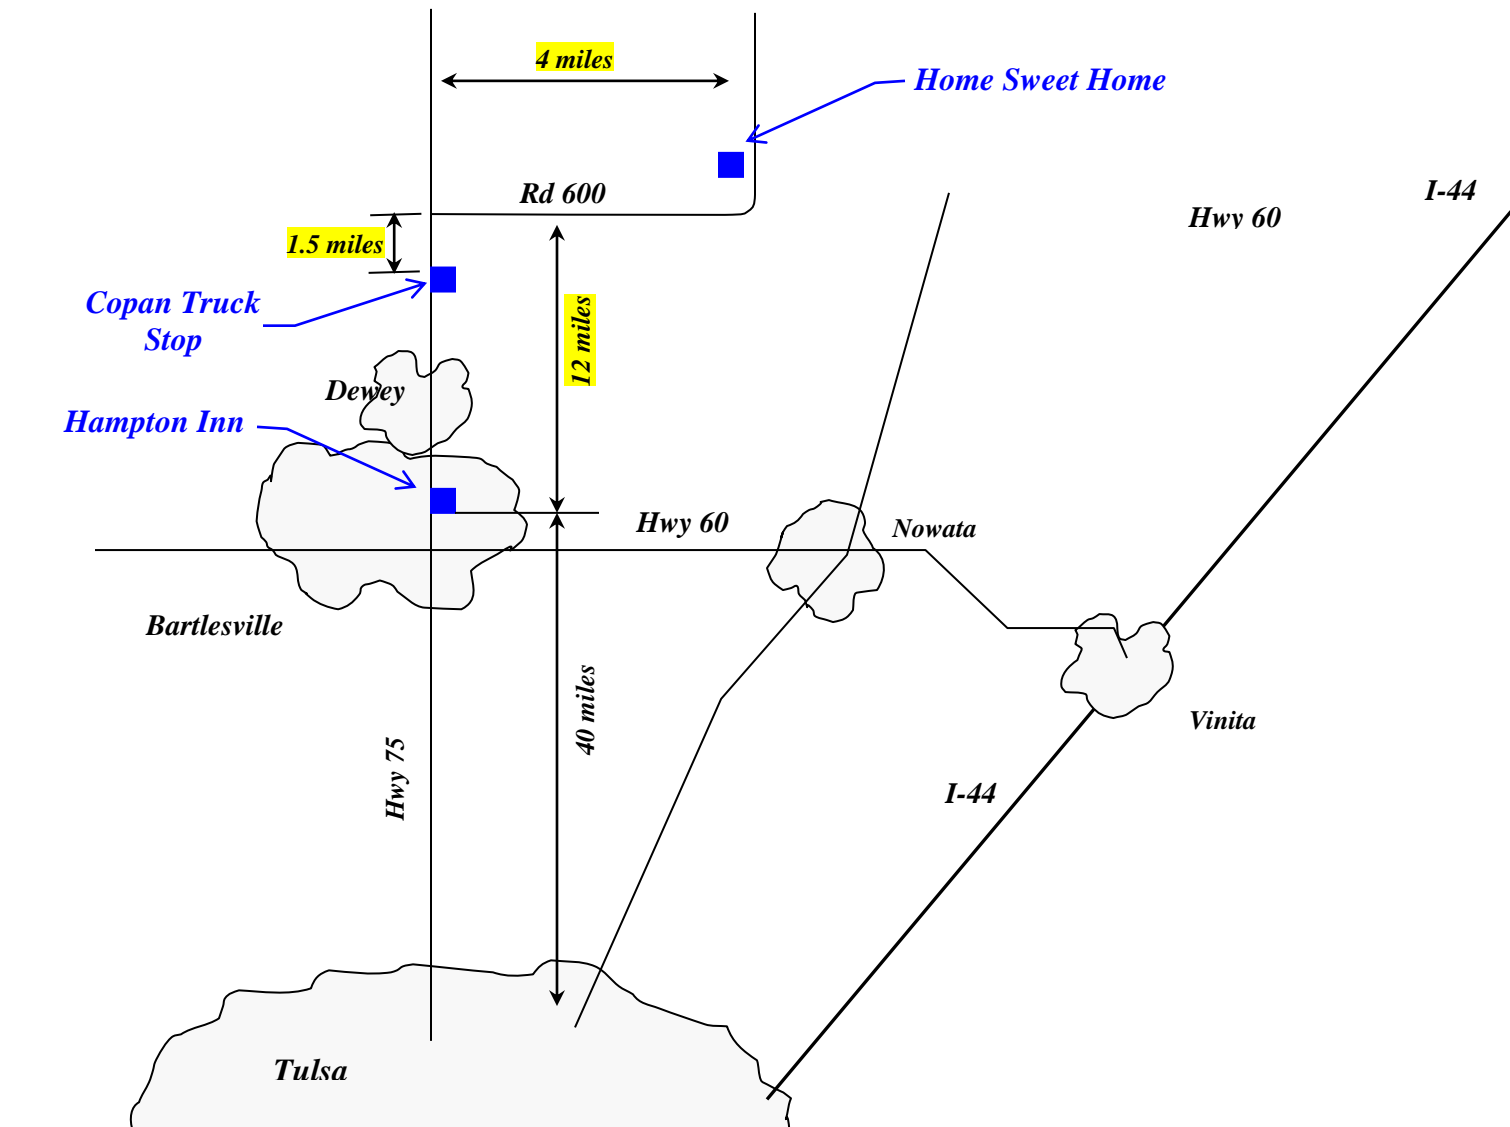 4 miles
Home Sweet Home
Rd 600
I-44
Hwy 60
1.5 miles
Copan Truck
Stop
12 miles
Dewey
Hampton Inn
Hwy 60
Nowata
Bartlesville
40 miles
Vinita
Hwy 75
I-44
Tulsa